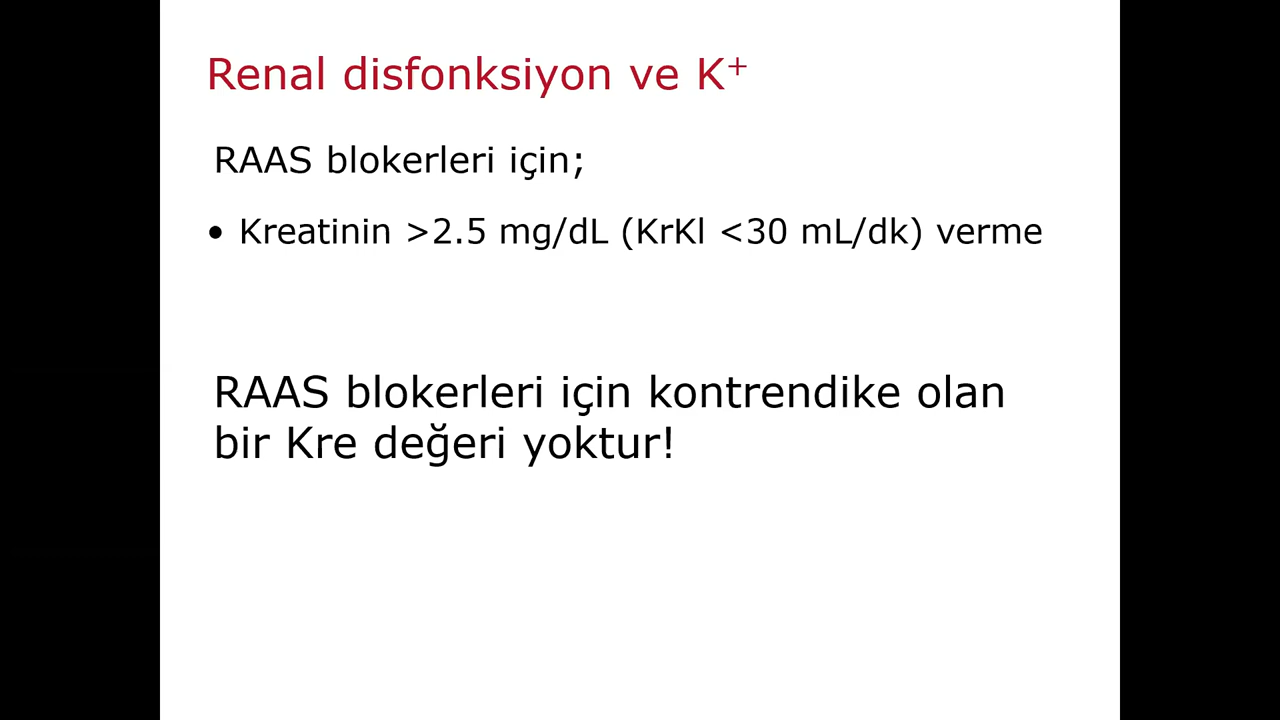 Renal disfonksiyon ve K⁺
RAAS blokerleri için;
• Kreatinin >2.5 mg/dL (KrKl <30 mL/dk) verme
RAAS blokerleri için kontrendike olan
bir Kre değeri yoktur!